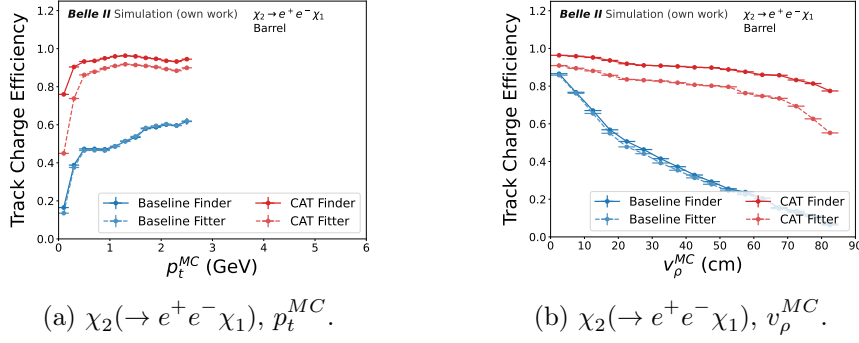 Belle II Simulation (own work)
χ₂ → e⁺ e⁻ χ₁
Barrel
Track Charge Efficiency
1.2
1.0
0.8
0.6
0.4
0.2
0.0
Baseline Finder
Baseline Fitter
CAT Finder
CAT Fitter
0 1 2 3 4 5 6
p_t^{MC} (GeV)
(a) χ₂(→ e⁺e⁻χ₁), p_t^{MC}.
Belle II Simulation (own work)
χ₂ → e⁺ e⁻ χ₁
Barrel
Track Charge Efficiency
1.2
1.0
0.8
0.6
0.4
0.2
0.0
Baseline Finder
Baseline Fitter
CAT Finder
CAT Fitter
0 10 20 30 40 50 60 70 80 90
v_ρ^{MC} (cm)
(b) χ₂(→ e⁺e⁻χ₁), v_ρ^{MC}.